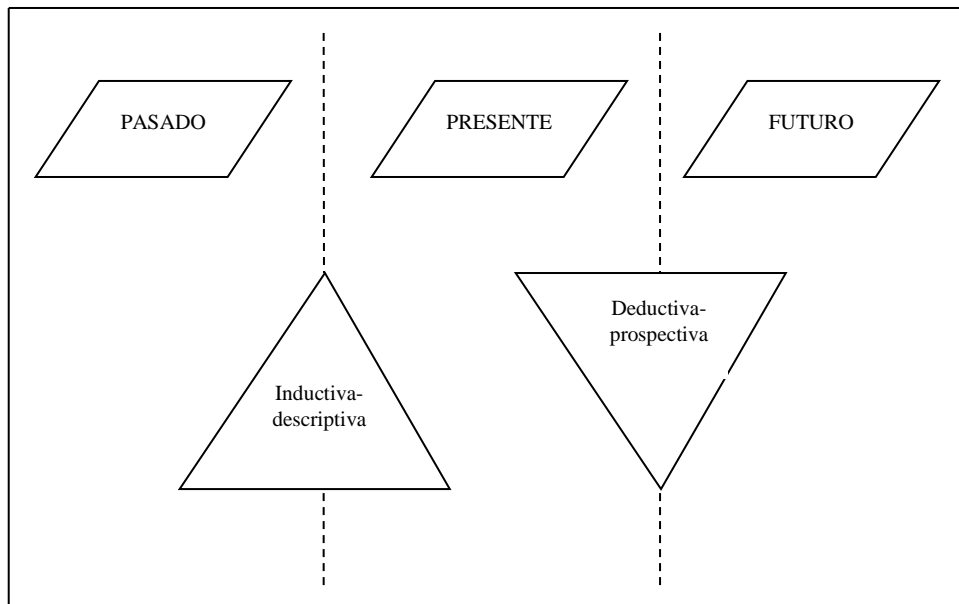 PASADO
PRESENTE
FUTURO
Deductiva-
prospectiva
Inductiva-
descriptiva